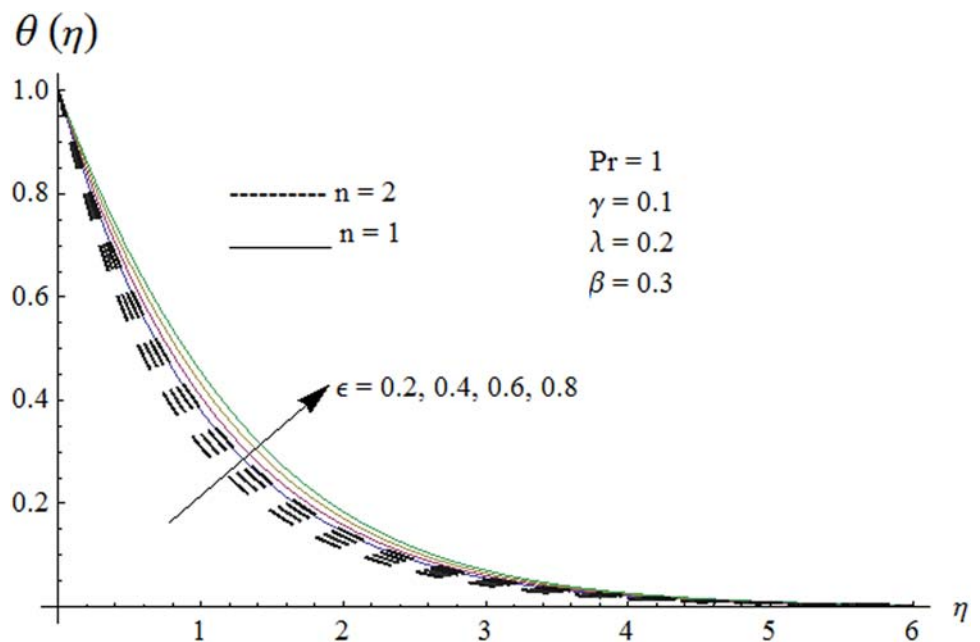 θ (η)
1.0
0.8
0.6
0.4
0.2
n = 2
n = 1
Pr = 1
γ = 0.1
λ = 0.2
β = 0.3
ϵ = 0.2, 0.4, 0.6, 0.8
1 2 3 4 5 6 η